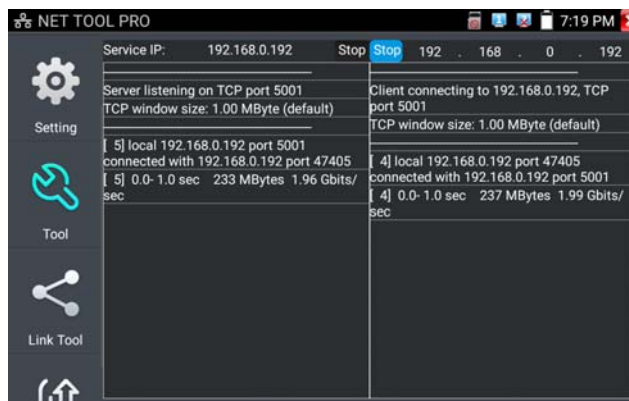 NET TOOL PRO
7:19 PM
Setting
Tool
Link Tool
Service IP: 192.168.0.192 Stop
Server listening on TCP port 5001
TCP window size: 1.00 MByte (default)
[ 5] local 192.168.0.192 port 5001
connected with 192.168.0.192 port 47405
[ 5] 0.0- 1.0 sec 233 MBytes 1.96 Gbits/
sec
Stop 192 . 168 . 0 . 192
Client connecting to 192.168.0.192, TCP
port 5001
TCP window size: 1.00 MByte (default)
[ 4] local 192.168.0.192 port 47405
connected with 192.168.0.192 port 5001
[ 4] 0.0- 1.0 sec 237 MBytes 1.99 Gbits/
sec